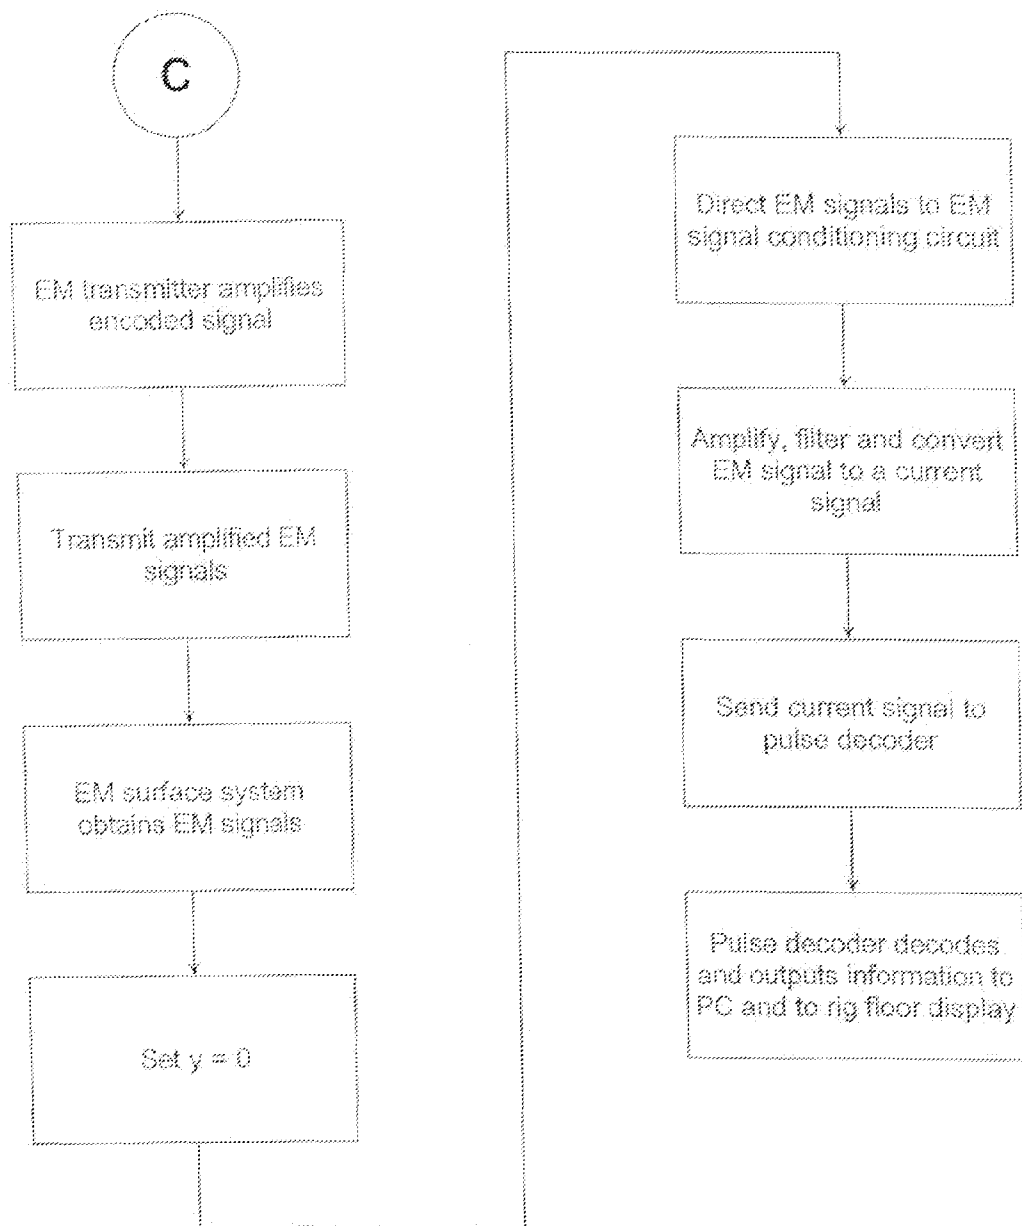 C
EM transmitter amplifies
encoded signal
Transmit amplified EM
signals
EM surface system
obtains EM signals
Set y = 0
Direct EM signals to EM
signal conditioning circuit
Amplify, filter and convert
EM signal to a current
signal
Send current signal to
pulse decoder
Pulse decoder decodes
and outputs information to
PC and to rig floor display